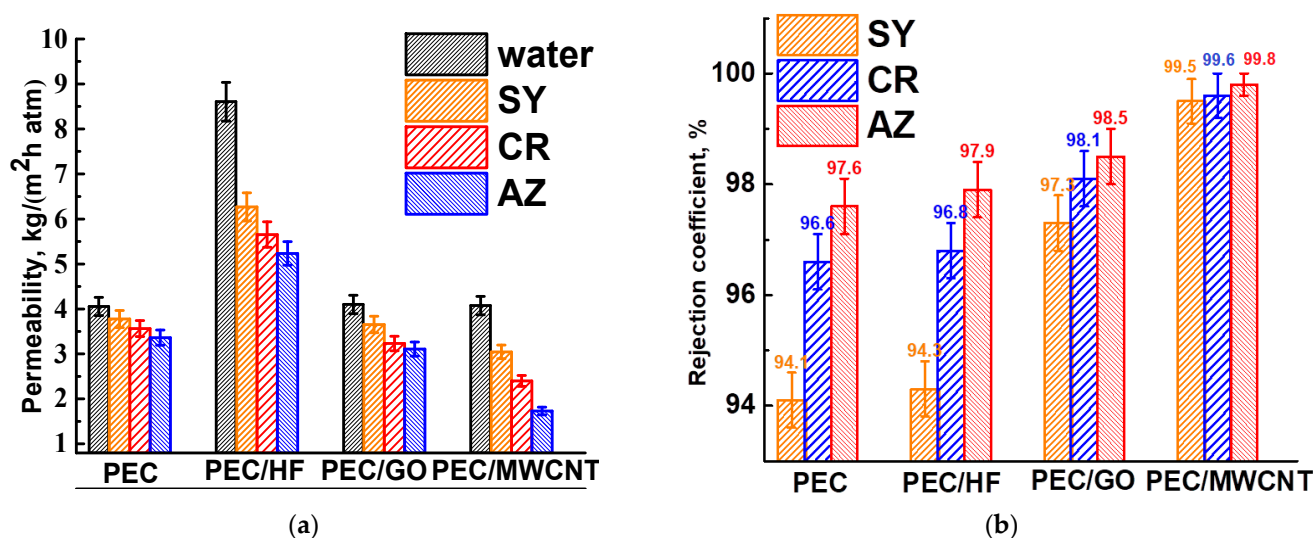 Permeability, kg/(m²h atm)
10
9
8
7
6
5
4
3
2
1
water
SY
CR
AZ
PEC
PEC/HF
PEC/GO
PEC/MWCNT
(a)
Rejection coefficient, %
100
98
96
94
SY
CR
AZ
94.1
96.6
97.6
94.3
96.8
97.9
97.3
98.1
98.5
99.5
99.6
99.8
PEC
PEC/HF
PEC/GO
PEC/MWCNT
(b)